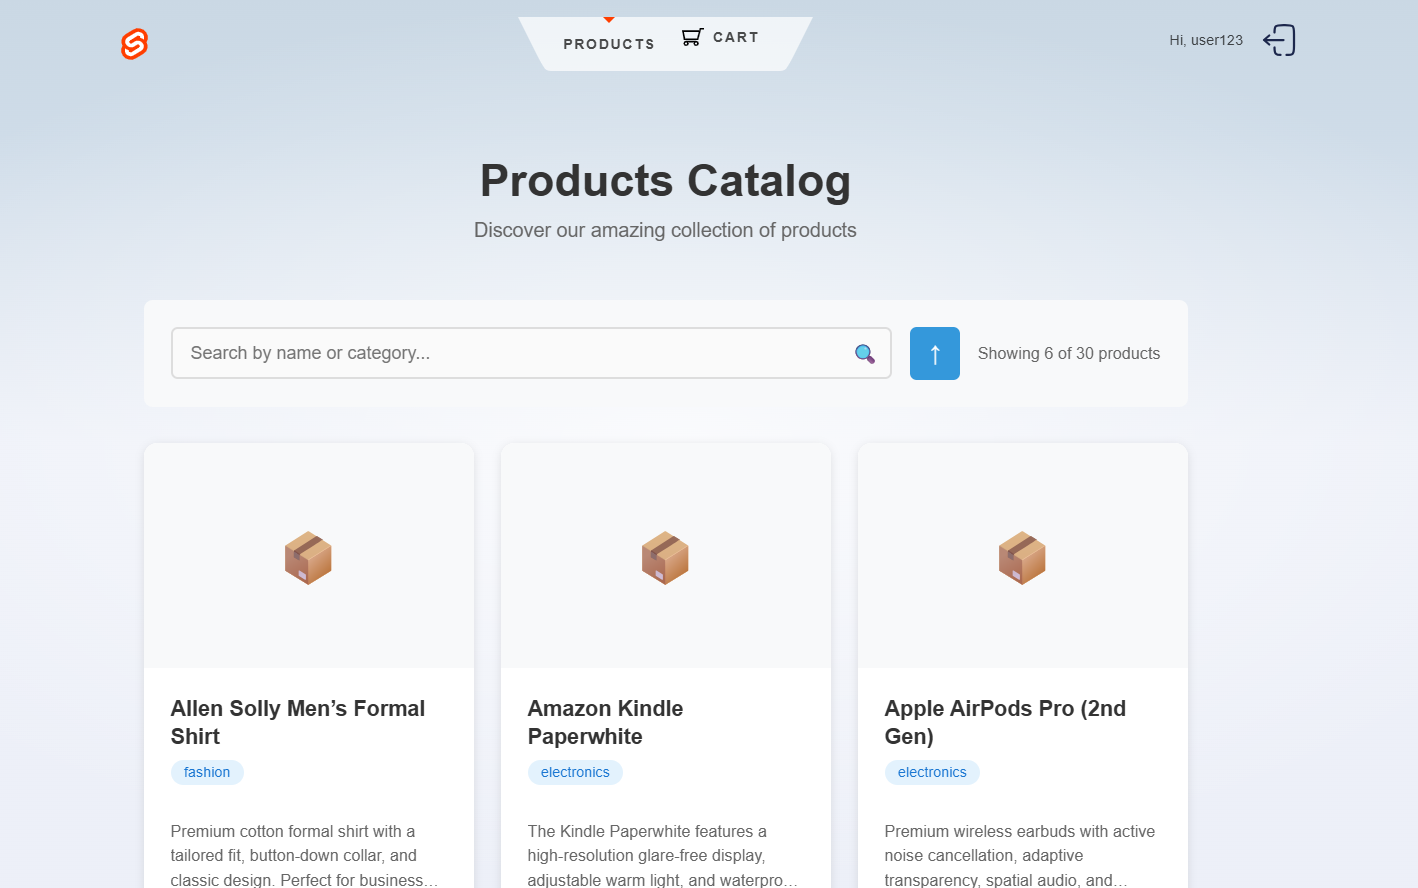 PRODUCTS
CART
Hi, user123
Products Catalog
Discover our amazing collection of products
Search by name or category...
Showing 6 of 30 products
Allen Solly Men’s Formal
Shirt
fashion
Premium cotton formal shirt with a
tailored fit, button-down collar, and
classic design. Perfect for business…
Amazon Kindle
Paperwhite
electronics
The Kindle Paperwhite features a
high-resolution glare-free display,
adjustable warm light, and waterpro…
Apple AirPods Pro (2nd
Gen)
electronics
Premium wireless earbuds with active
noise cancellation, adaptive
transparency, spatial audio, and…